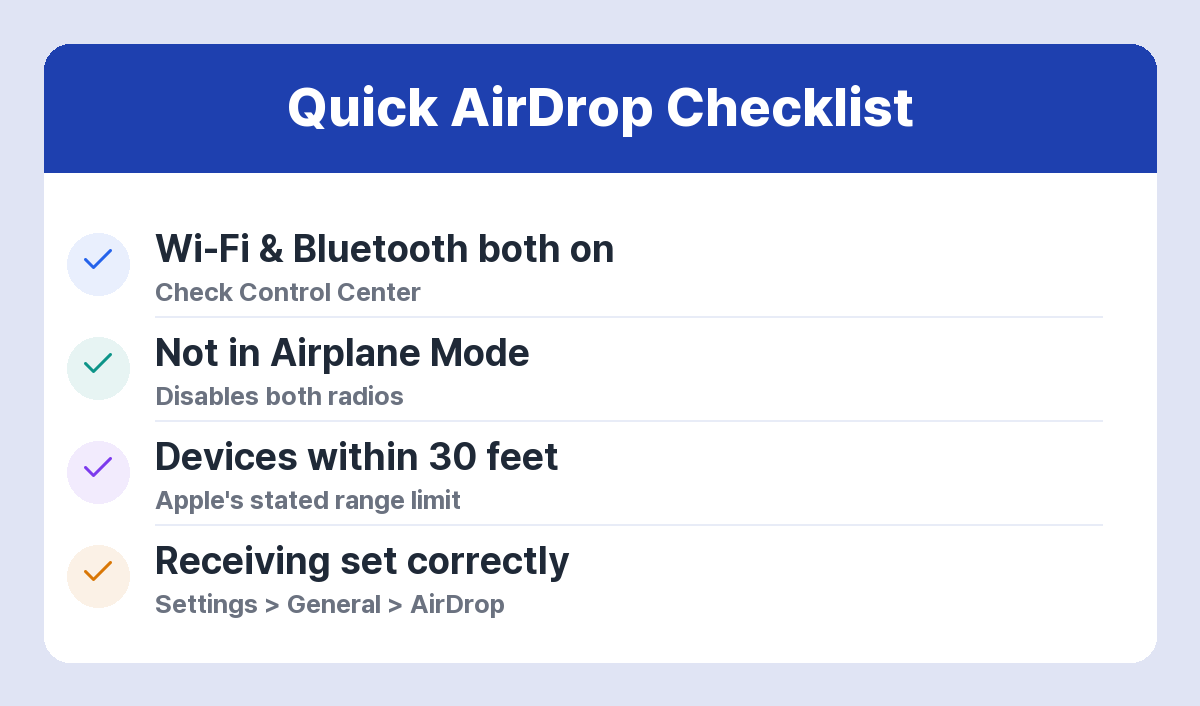 Quick AirDrop Checklist
Wi-Fi & Bluetooth both on
Check Control Center
Not in Airplane Mode
Disables both radios
Devices within 30 feet
Apple's stated range limit
Receiving set correctly
Settings > General > AirDrop